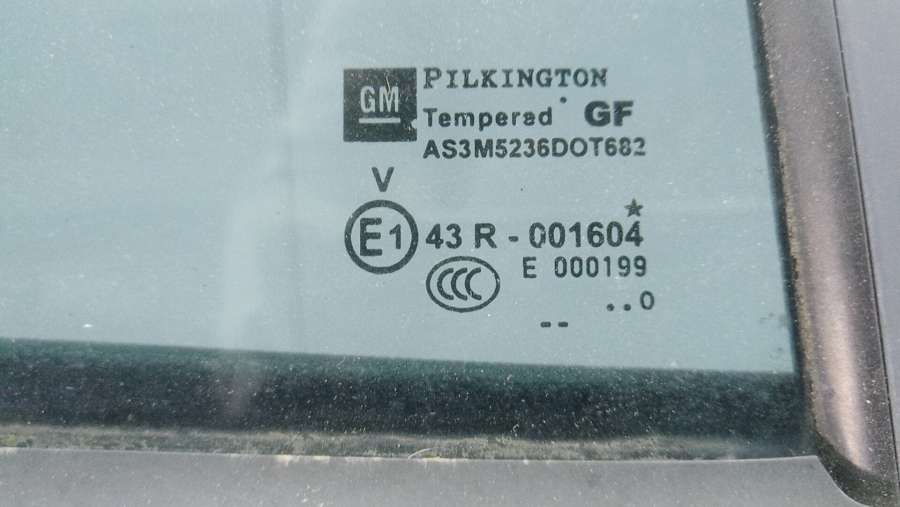 GM
PILKINGTON
Temperad GF
AS3M5236DOT682
V
E1 43 R - 001604
CCC E 000199
..0
--